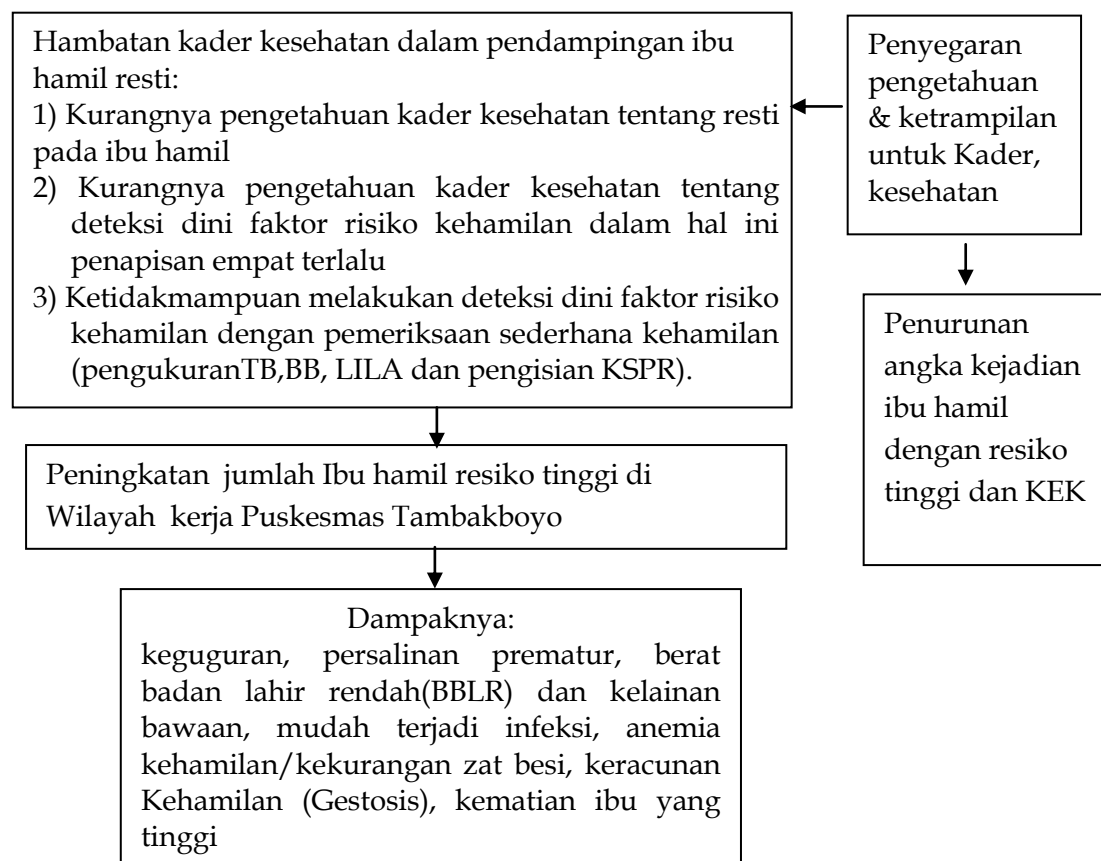 Hambatan kader kesehatan dalam pendampingan ibu
hamil resti:
1) Kurangnya pengetahuan kader kesehatan tentang resti
pada ibu hamil
2) Kurangnya pengetahuan kader kesehatan tentang
deteksi dini faktor risiko kehamilan dalam hal ini
penapisan empat terlalu
3) Ketidakmampuan melakukan deteksi dini faktor risiko
kehamilan dengan pemeriksaan sederhana kehamilan
(pengukuranTB,BB, LILA dan pengisian KSPR).
Penyegaran
pengetahuan
& ketrampilan
untuk Kader,
kesehatan
Peningkatan jumlah Ibu hamil resiko tinggi di
Wilayah kerja Puskesmas Tambakboyo
Penurunan
angka kejadian
ibu hamil
dengan resiko
tinggi dan KEK
Dampaknya:
keguguran, persalinan prematur, berat
badan lahir rendah(BBLR) dan kelainan
bawaan, mudah terjadi infeksi, anemia
kehamilan/kekurangan zat besi, keracunan
Kehamilan (Gestosis), kematian ibu yang
tinggi